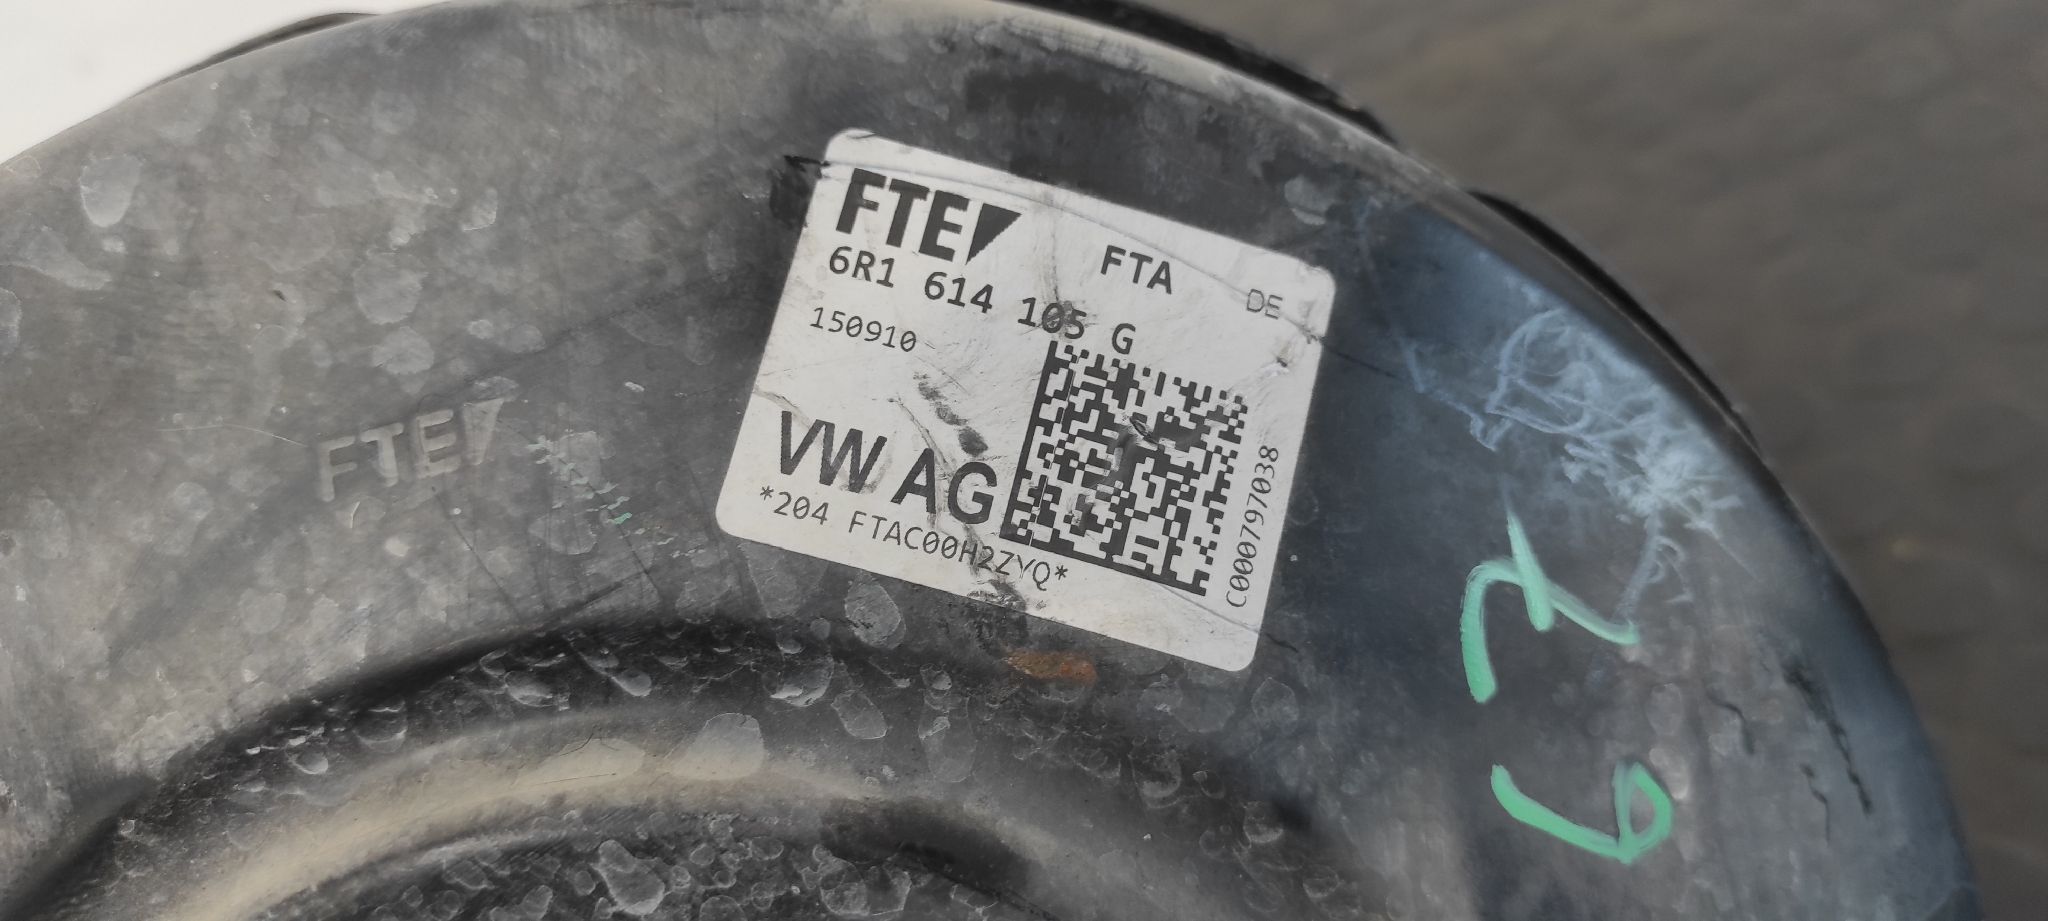 FTE
FTA
DE
6R1 614 105 G
150910
VW AG
*204 FTAC00H2ZYQ*
C000797038
FTE